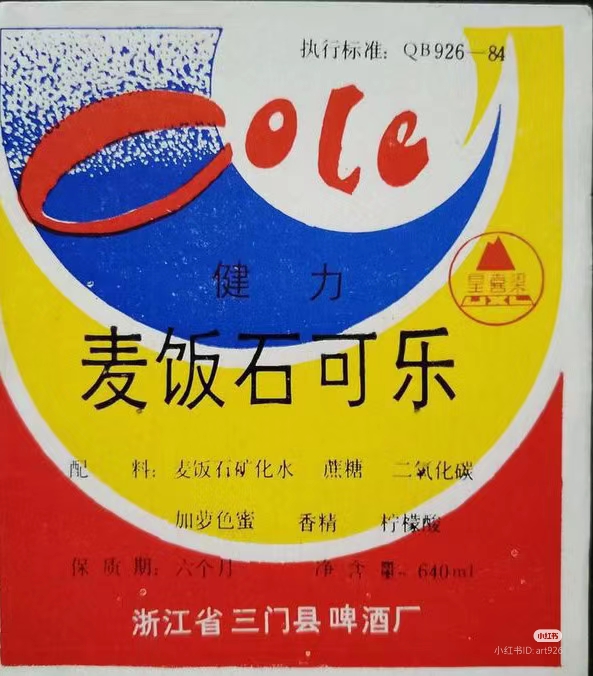 执行标准: QB926—84
Cole
皇喜梁
HXL
健 力
麦饭石可乐
配 料: 麦饭石矿化水 蔗糖 二氧化碳
加萝色蜜 香精 柠檬酸
保质期: 六个月 净含量: 640ml
浙江省三门县啤酒厂
小红书
小红书ID:art926